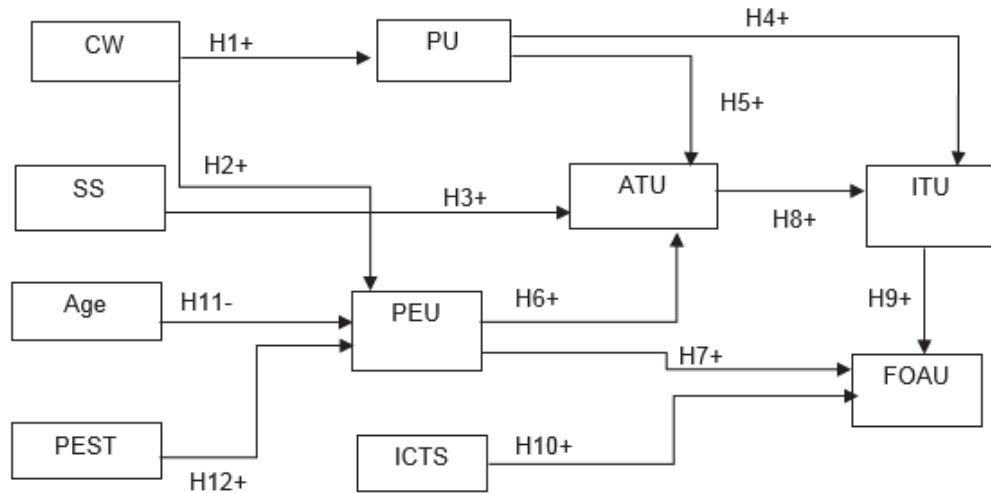 H4+
CW
H1+
PU
H5+
H2+
SS
H3+
ATU
H8+
ITU
Age
H11-
PEU
H6+
H9+
H7+
FOAU
PEST
H12+
ICTS
H10+